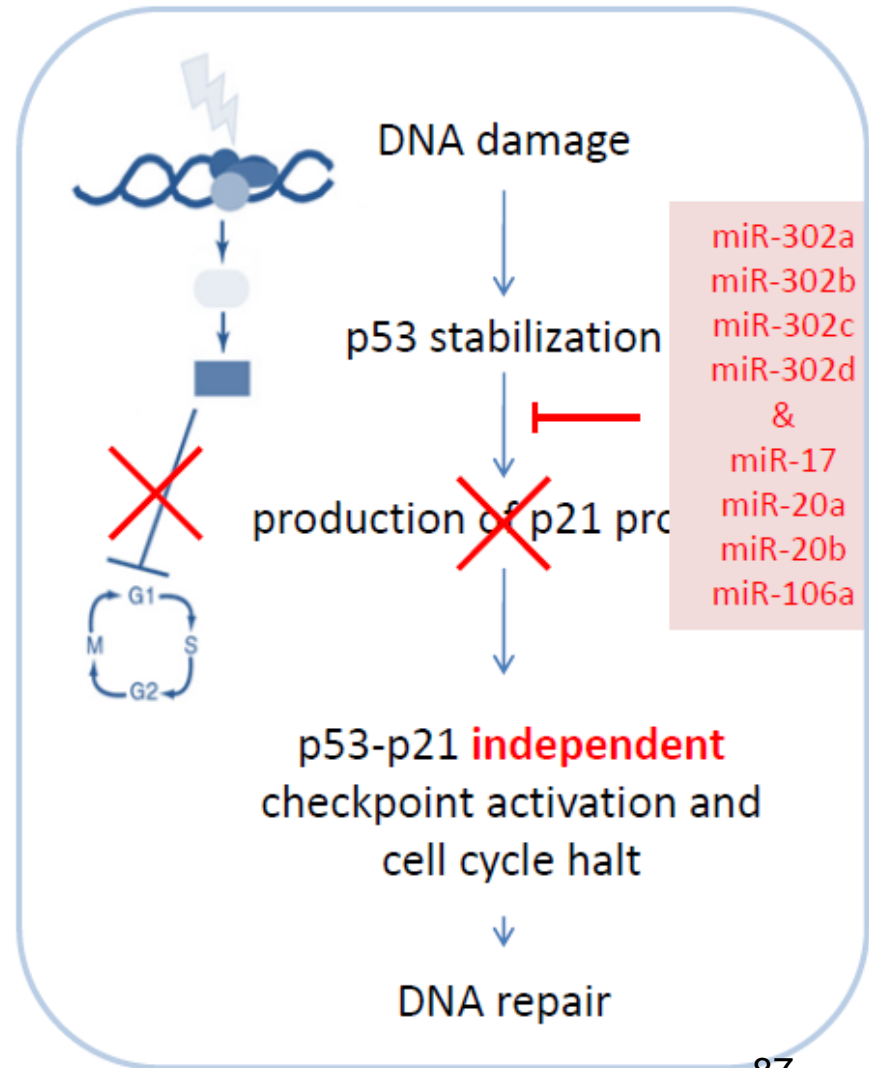 DNA damage
p53 stabilization
miR-302a
miR-302b
miR-302c
miR-302d
&
miR-17
miR-20a
miR-20b
miR-106a
production of p21
G1
M
S
G2
p53-p21 independent
checkpoint activation and
cell cycle halt
DNA repair